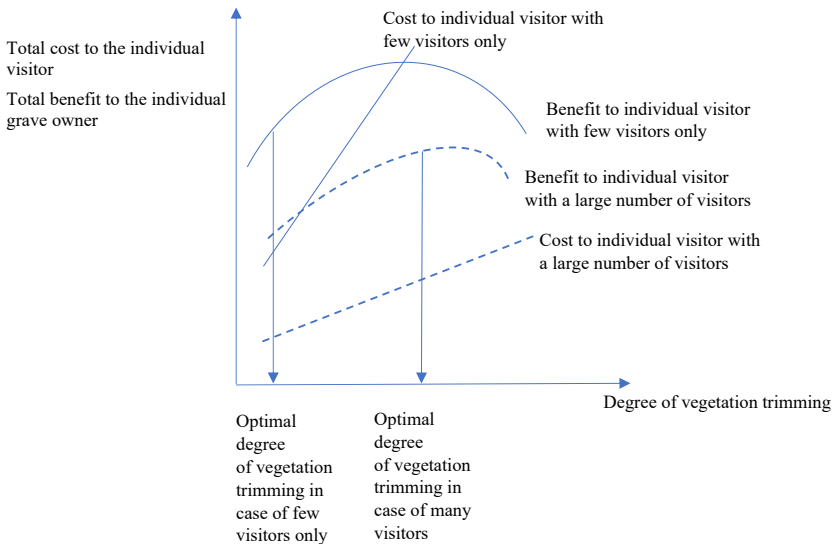 Cost to individual visitor with
few visitors only
Total cost to the individual
visitor
Total benefit to the individual
grave owner
Benefit to individual visitor
with few visitors only
Benefit to individual visitor
with a large number of visitors
Cost to individual visitor with
a large number of visitors
Degree of vegetation trimming
Optimal
degree
of vegetation
trimming in
case of few
visitors only
Optimal
degree
of vegetation
trimming in
case of many
visitors